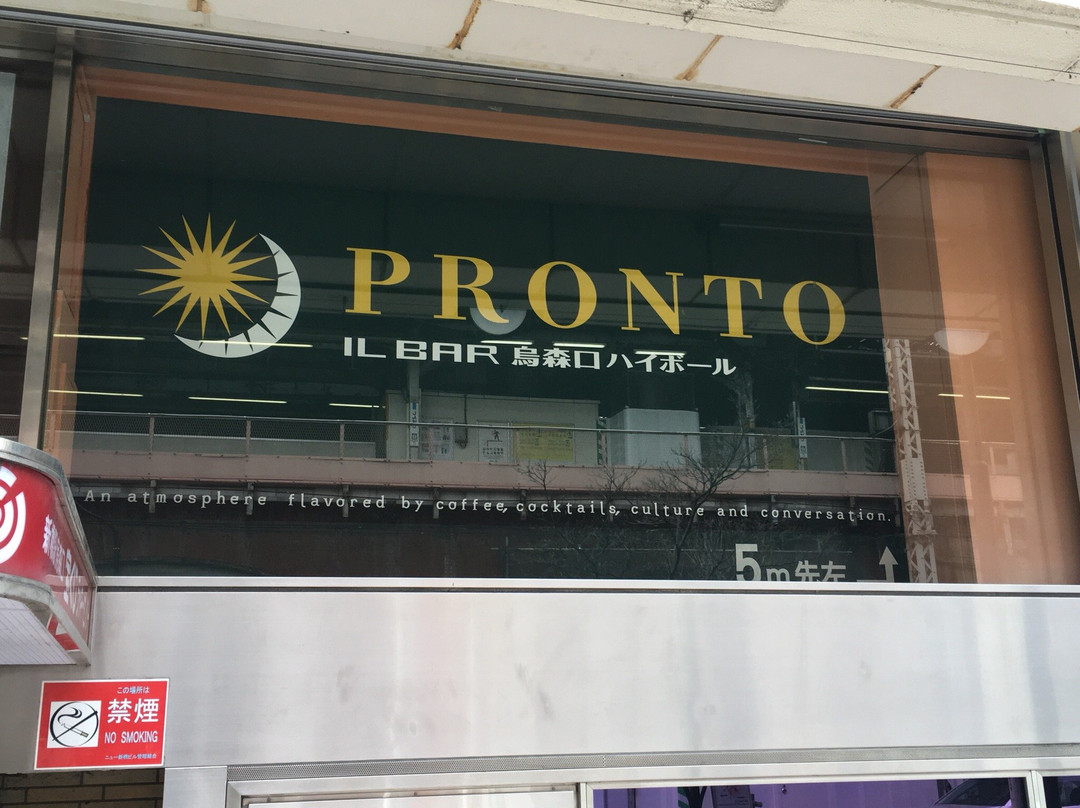 PRONTO
IL BAR 烏森口ハイボール
An atmosphere flavored by coffee, cocktails, culture and conversation.
5m先左
この場所は
禁煙
NO SMOKING